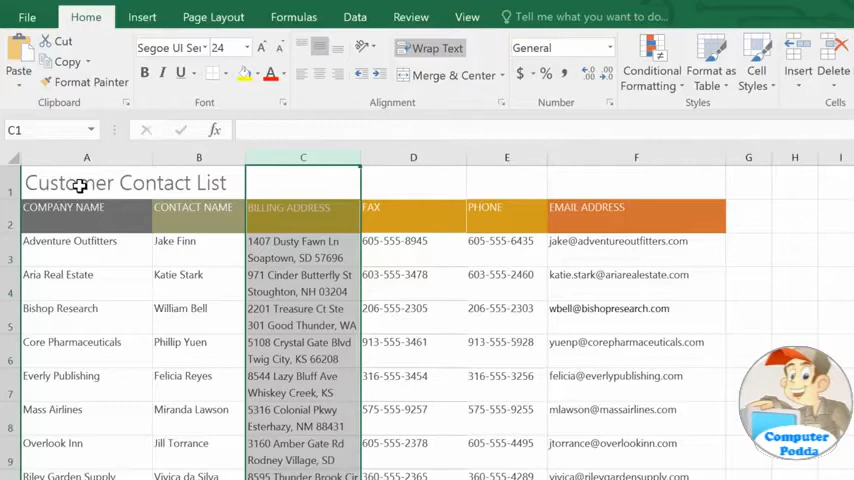 File Home Insert Page Layout Formulas Data Review View Tell me what you want to do...
Cut
Copy
Format Painter
Paste
Clipboard
Segoe UI Ser 24 A A
B I U A
Font
Wrap Text
Merge & Center
Alignment
General
$ % ,
Number
Conditional Formatting
Format as Table
Cell Styles
Styles
Insert Delete
Cells
C1 fx
A B C D E F G H I
1 Customer Contact List
2 COMPANY NAME CONTACT NAME BILLING ADDRESS FAX PHONE EMAIL ADDRESS
Adventure Outfitters Jake Finn 1407 Dusty Fawn Ln 605-555-8945 605-555-6435 jake@adventureoutfitters.com
3 Soaptown, SD 57696
Aria Real Estate Katie Stark 971 Cinder Butterfly St 603-555-3478 603-555-2460 katie.stark@ariarealestate.com
4 Stoughton, NH 03204
Bishop Research William Bell 2201 Treasure Ct Ste 206-555-2305 206-555-2303 wbell@bishopresearch.com
5 301 Good Thunder, WA
Core Pharmaceuticals Phillip Yuen 5108 Crystal Gate Blvd 913-555-3461 913-555-5928 yuenp@corepharmaceuticals.com
6 Twig City, KS 66208
Everly Publishing Felicia Reyes 8544 Lazy Bluff Ave 316-555-3454 316-555-3256 felicia@everlypublishing.com
7 Whiskey Creek, KS
Mass Airlines Miranda Lawson 5316 Colonial Pkwy 575-555-9257 575-555-9255 mlawson@massairlines.com
8 Esterhazy, NM 88431
Overlook Inn Jill Torrance 3160 Amber Gate Rd 605-555-2378 605-555-4495 jtorrance@overlookinn.com
9 Rodney Village, SD
Riley Garden Supply Vivica da Silva 8595 Thunder Brook Cir 360-555-2365 360-555-4289 vivica@rileygardensupply.com
Computer
Podda